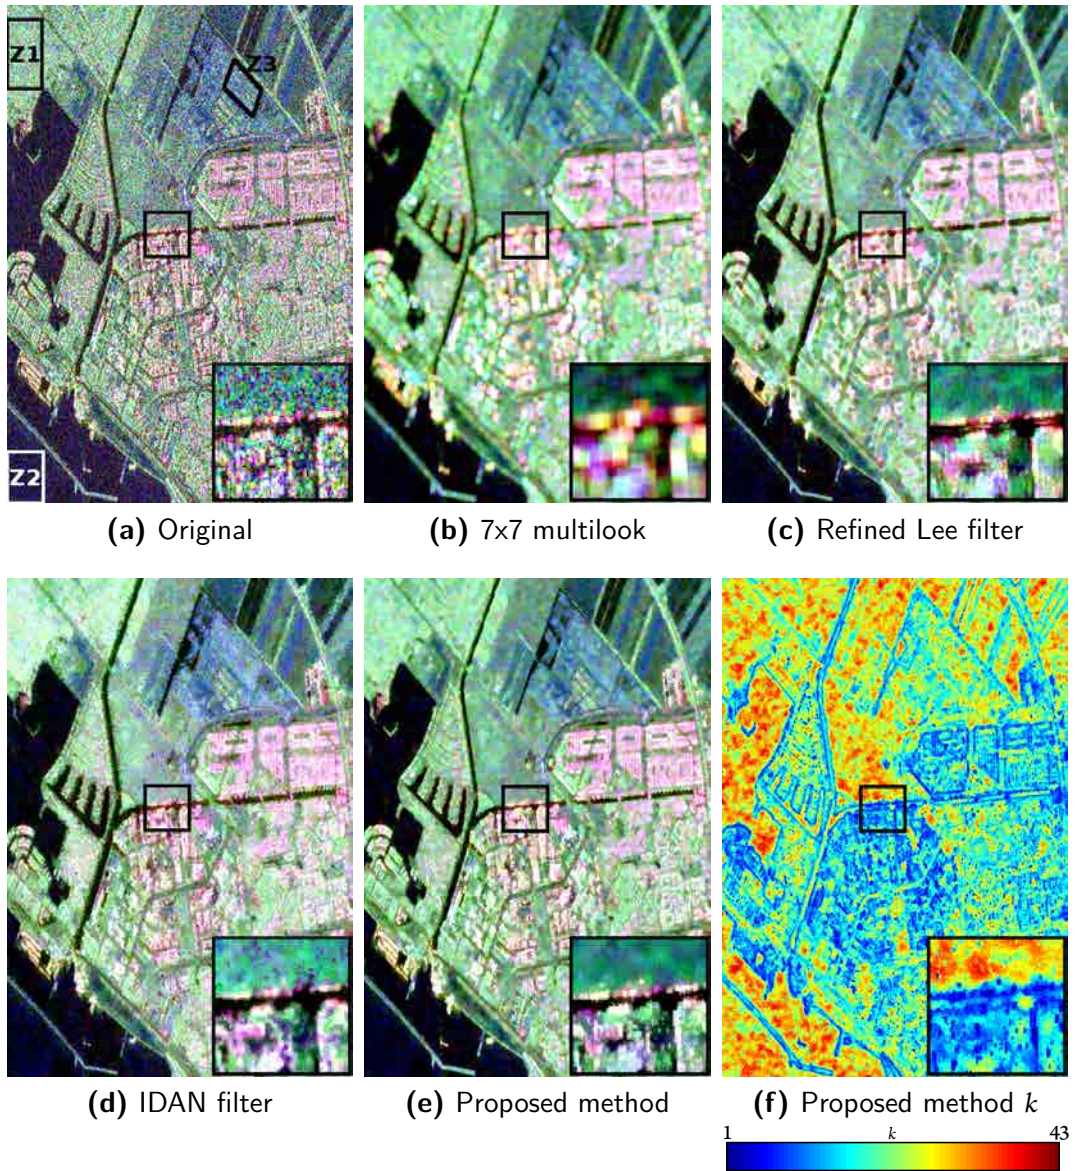 Z1
Z3
Z2
(a) Original
(b) 7x7 multilook
(c) Refined Lee filter
(d) IDAN filter
(e) Proposed method
(f) Proposed method k
1 k 43